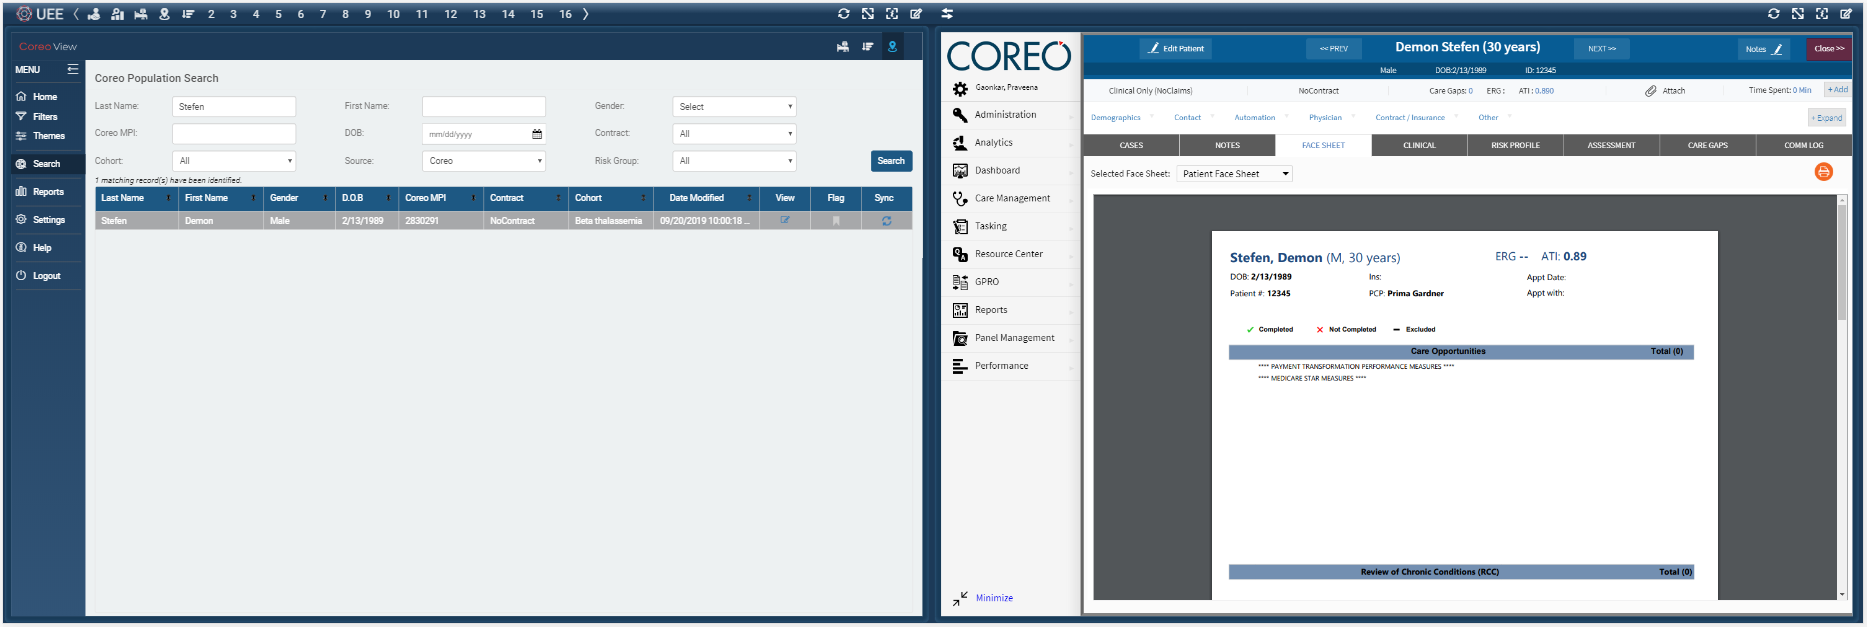 UEE 2 3 4 5 6 7 8 9 10 11 12 13 14 15 16
CoreoView
MENU
Home
Filters
Themes
Search
Reports
Settings
Help
Logout
Coreo Population Search
Last Name: Stefen First Name: Gender: Select
Coreo MPI: DOB: mm/dd/yyyy Contract: All
Cohort: All Source: Coreo Risk Group: All Search
1 matching record(s) have been identified.
Last Name First Name Gender D.O.B Coreo MPI Contract Cohort Date Modified View Flag Sync
Stefen Demon Male 2/13/1989 2830291 NoContract Beta thalassemia 09/20/2019 10:00:18 ...
COREO
Gaonkar, Praveena
Administration
Analytics
Dashboard
Care Management
Tasking
Resource Center
GPRO
Reports
Panel Management
Performance
Minimize
Edit Patient << PREV Demon Stefen (30 years) NEXT >> Notes Close >>
Male DOB:2/13/1989 ID: 12345
Clinical Only (NoClaims) NoContract Care Gaps: 0 ERG : ATI : 0.890 Attach Time Spent: 0 Min + Add
Demographics Contact Automation Physician Contract / Insurance Other + Expand
CASES NOTES FACE SHEET CLINICAL RISK PROFILE ASSESSMENT CARE GAPS COMM LOG
Selected Face Sheet: Patient Face Sheet
Stefen, Demon (M, 30 years) ERG -- ATI: 0.89
DOB: 2/13/1989 Ins: Appt Date:
Patient #: 12345 PCP: Prima Gardner Appt with:
Completed Not Completed Excluded
Care Opportunities Total (0)
**** PAYMENT TRANSFORMATION PERFORMANCE MEASURES ****
**** MEDICARE STAR MEASURES ****
Review of Chronic Conditions (RCC) Total (0)